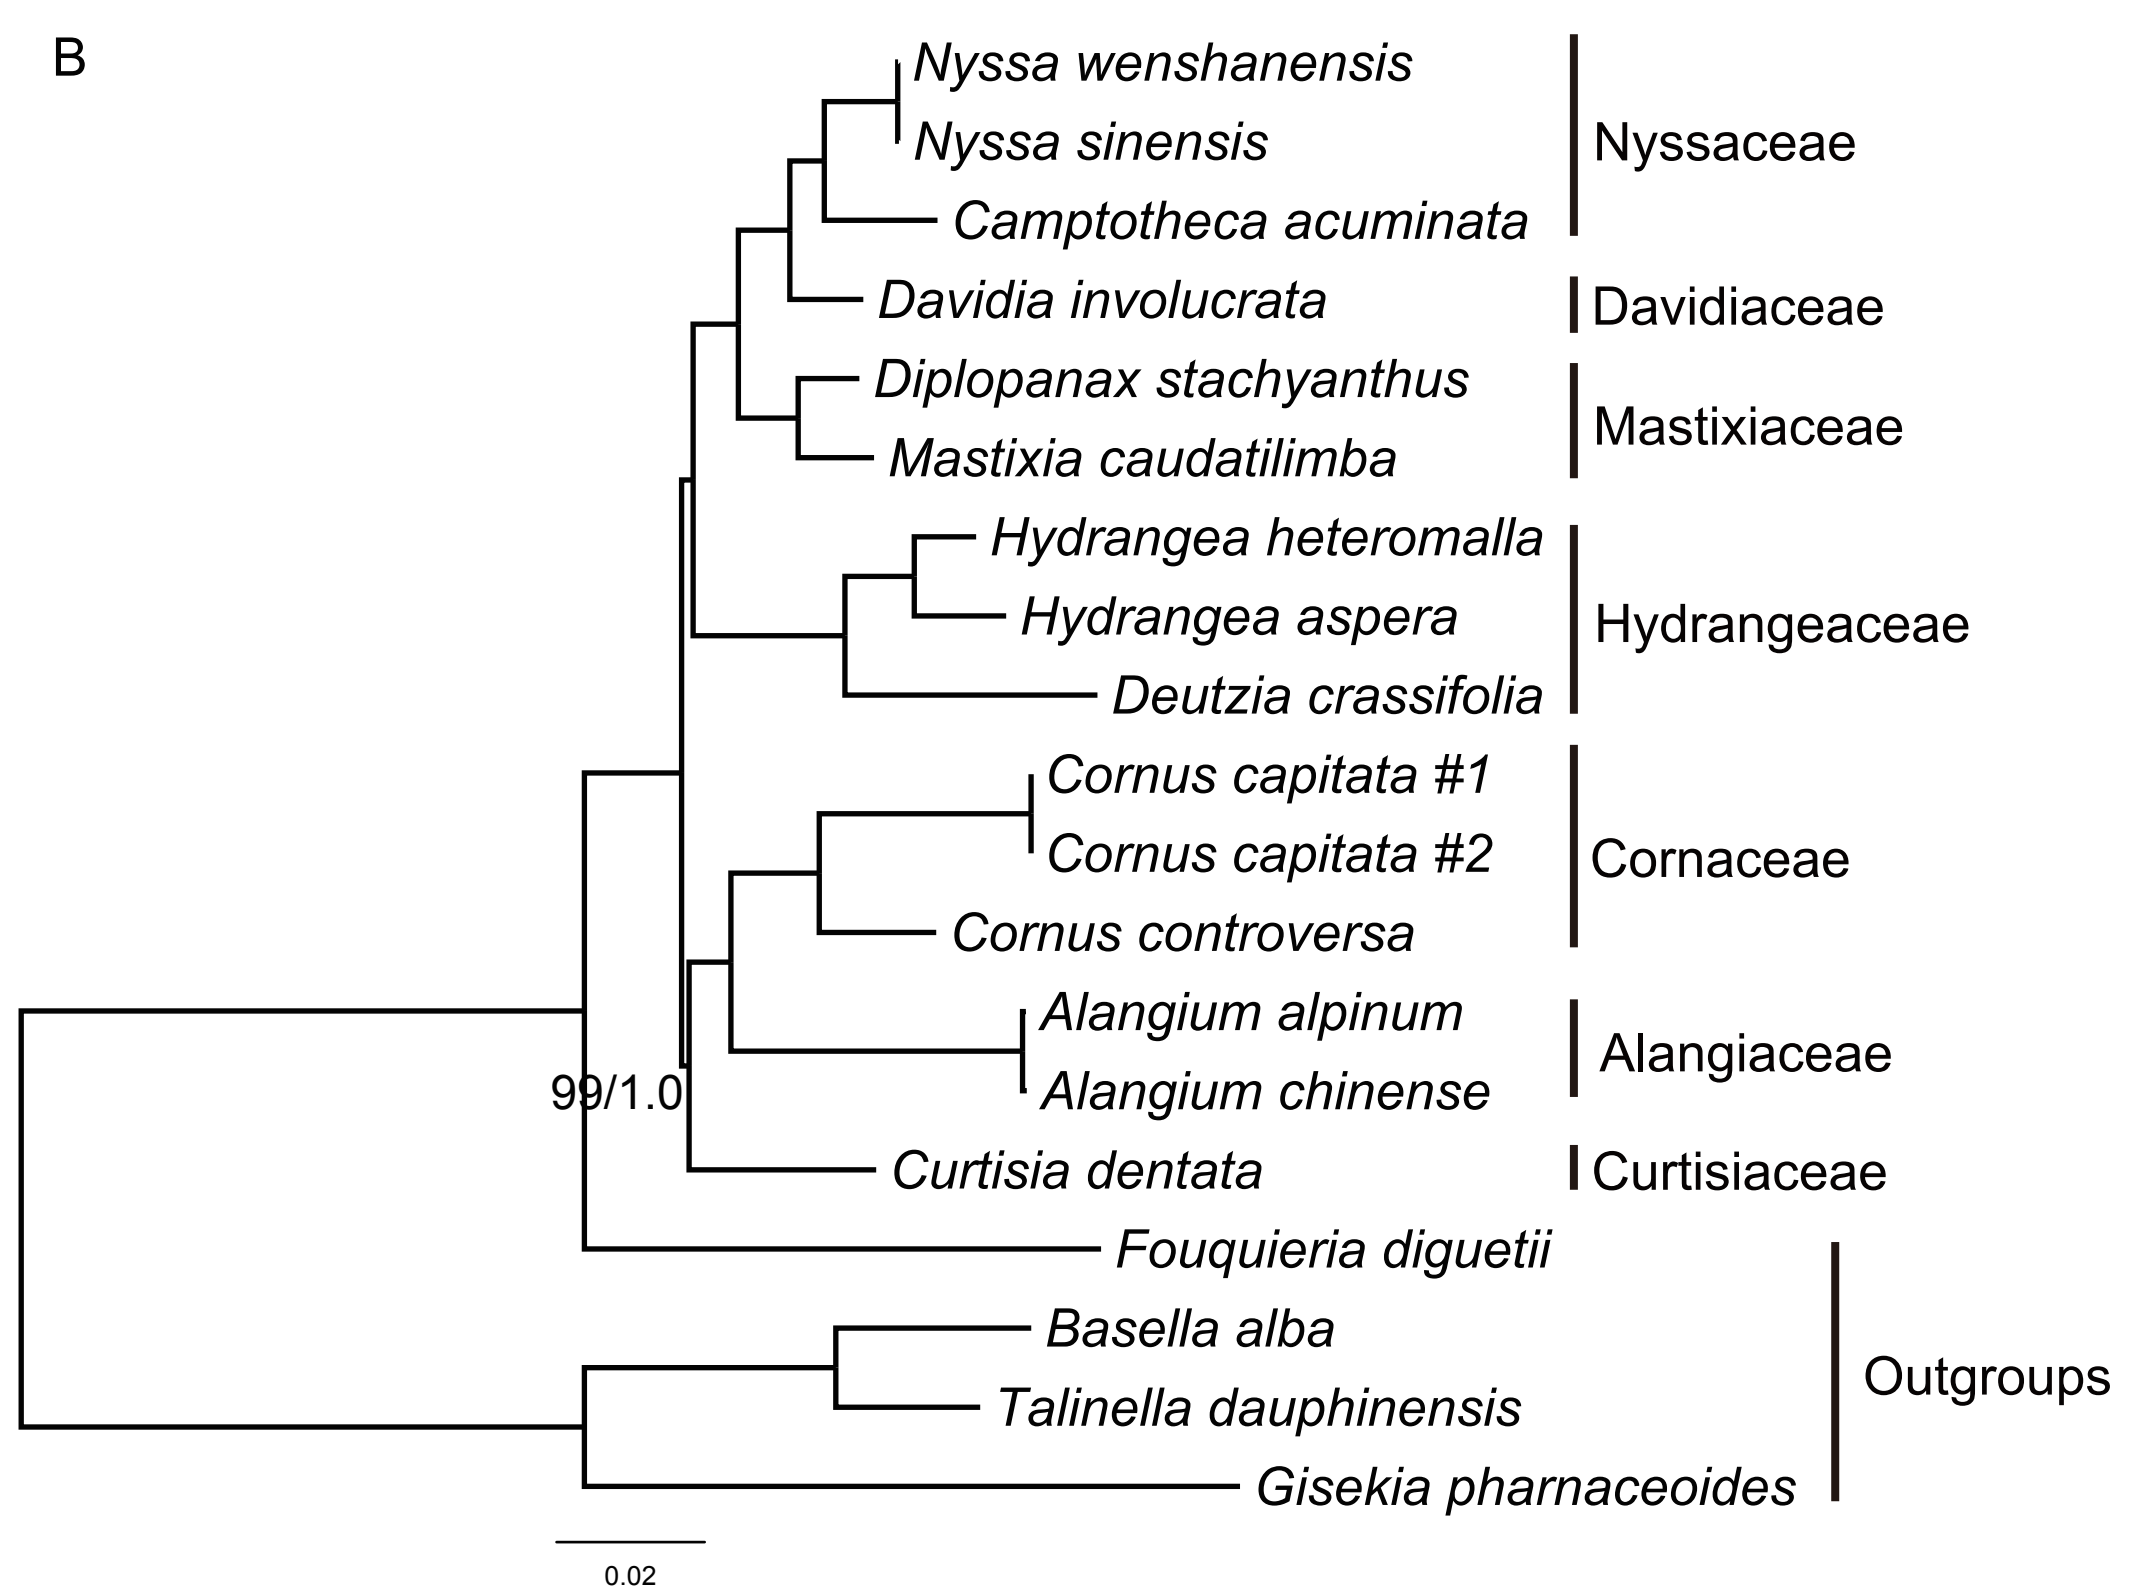 B
Nyssa wenshanensis
Nyssa sinensis
Nyssaceae
Camptotheca acuminata
Davidia involucrata
Davidiaceae
Diplopanax stachyanthus
Mastixiaceae
Mastixia caudatilimba
Hydrangea heteromalla
Hydrangea aspera
Hydrangeaceae
Deutzia crassifolia
Cornus capitata #1
Cornus capitata #2
Cornaceae
Cornus controversa
Alangium alpinum
Alangiaceae
99/1.0
Alangium chinense
Curtisia dentata
Curtisiaceae
Fouquieria diguetii
Basella alba
Outgroups
Talinella dauphinensis
Gisekia pharnaceoides
0.02